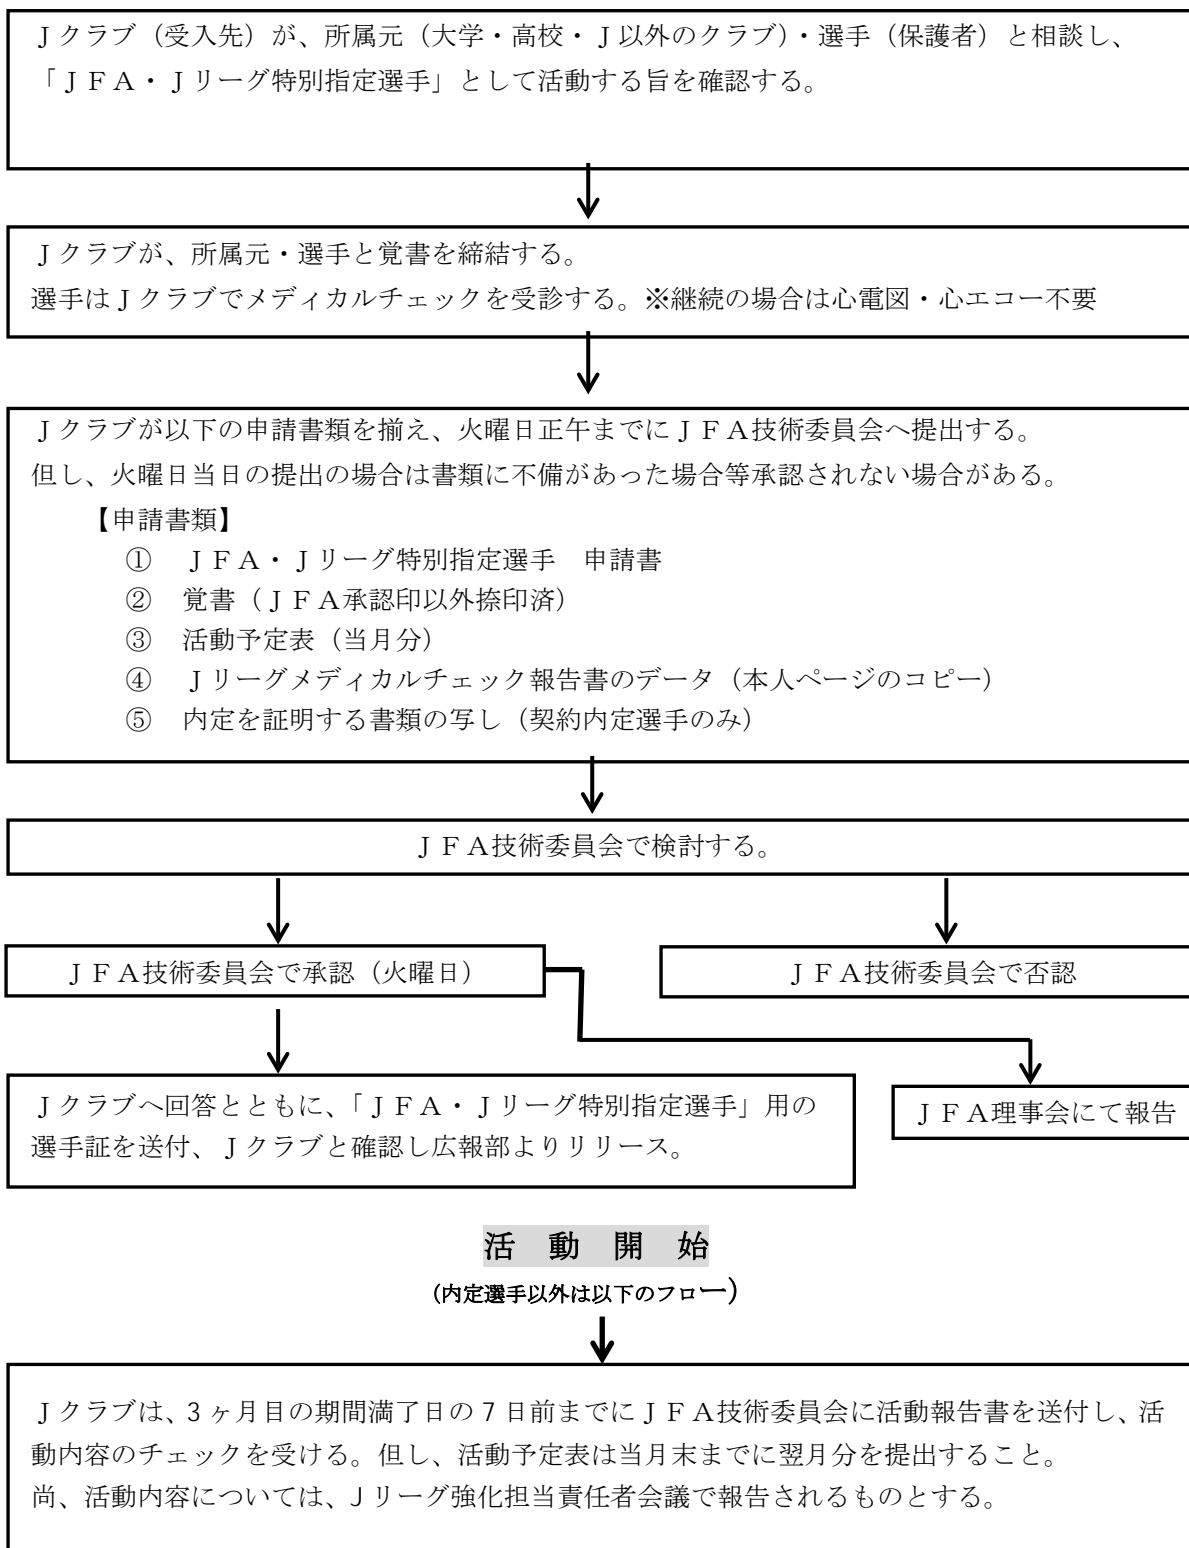 Ｊクラブ（受入先）が、所属元（大学・高校・Ｊ以外のクラブ）・選手（保護者）と相談し、
「ＪＦＡ・Ｊリーグ特別指定選手」として活動する旨を確認する。
Ｊクラブが、所属元・選手と覚書を締結する。
選手はＪクラブでメディカルチェックを受診する。※継続の場合は心電図・心エコー不要
Ｊクラブが以下の申請書類を揃え、火曜日正午までにＪＦＡ技術委員会へ提出する。
但し、火曜日当日の提出の場合は書類に不備があった場合等承認されない場合がある。
【申請書類】
①　ＪＦＡ・Ｊリーグ特別指定選手　申請書
②　覚書（ＪＦＡ承認印以外捺印済）
③　活動予定表（当月分）
④　Ｊリーグメディカルチェック報告書のデータ（本人ページのコピー）
⑤　内定を証明する書類の写し（契約内定選手のみ）
ＪＦＡ技術委員会で検討する。
ＪＦＡ技術委員会で承認（火曜日）
ＪＦＡ技術委員会で否認
Ｊクラブへ回答とともに、「ＪＦＡ・Ｊリーグ特別指定選手」用の
選手証を送付、Ｊクラブと確認し広報部よりリリース。
ＪＦＡ理事会にて報告
活　動　開　始
(内定選手以外は以下のフロー)
Ｊクラブは、3ヶ月目の期間満了日の7日前までにＪＦＡ技術委員会に活動報告書を送付し、活
動内容のチェックを受ける。但し、活動予定表は当月末までに翌月分を提出すること。
尚、活動内容については、Ｊリーグ強化担当責任者会議で報告されるものとする。